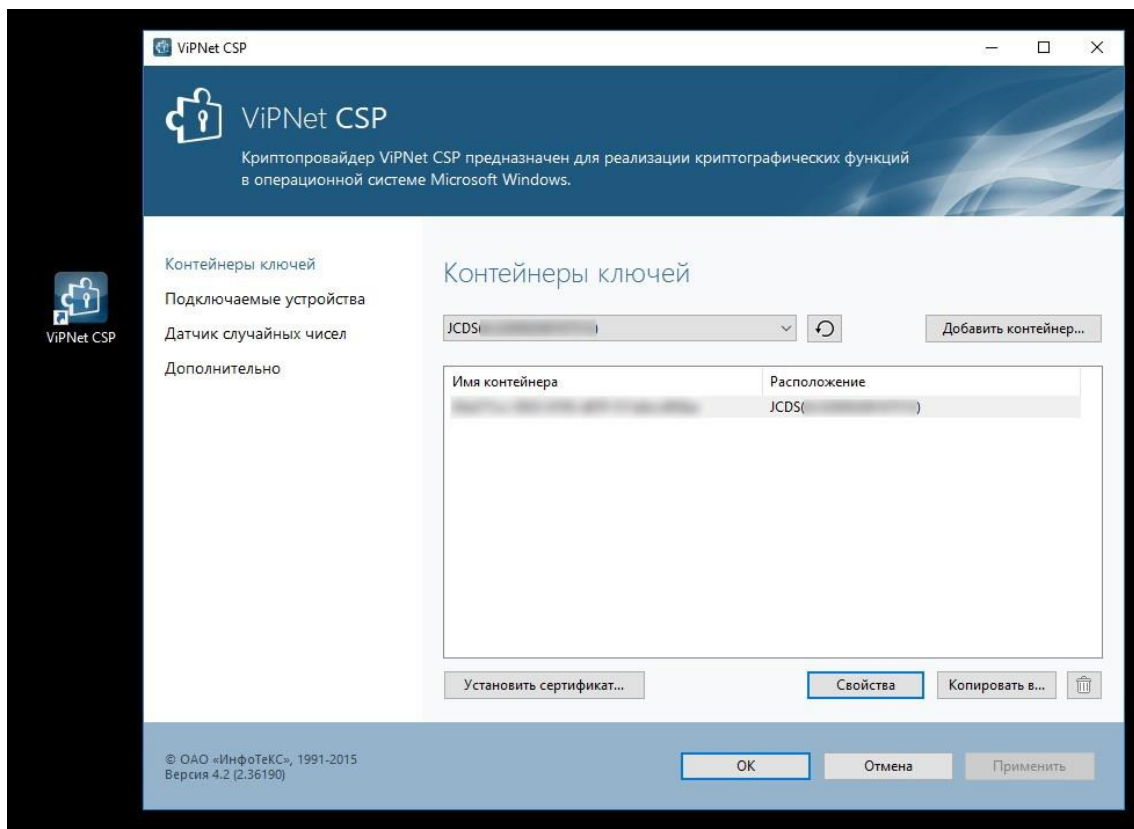 ViPNet CSP
ViPNet CSP
Криптопровайдер ViPNet CSP предназначен для реализации криптографических функций
в операционной системе Microsoft Windows.
ViPNet CSP
Контейнеры ключей
Подключаемые устройства
Датчик случайных чисел
Дополнительно
Контейнеры ключей
JCDS( )
Добавить контейнер...
Имя контейнера Расположение
JCDS( )
Установить сертификат... Свойства Копировать в...
© ОАО «ИнфоТеКС», 1991-2015
Версия 4.2 (2.36190)
OK Отмена Применить